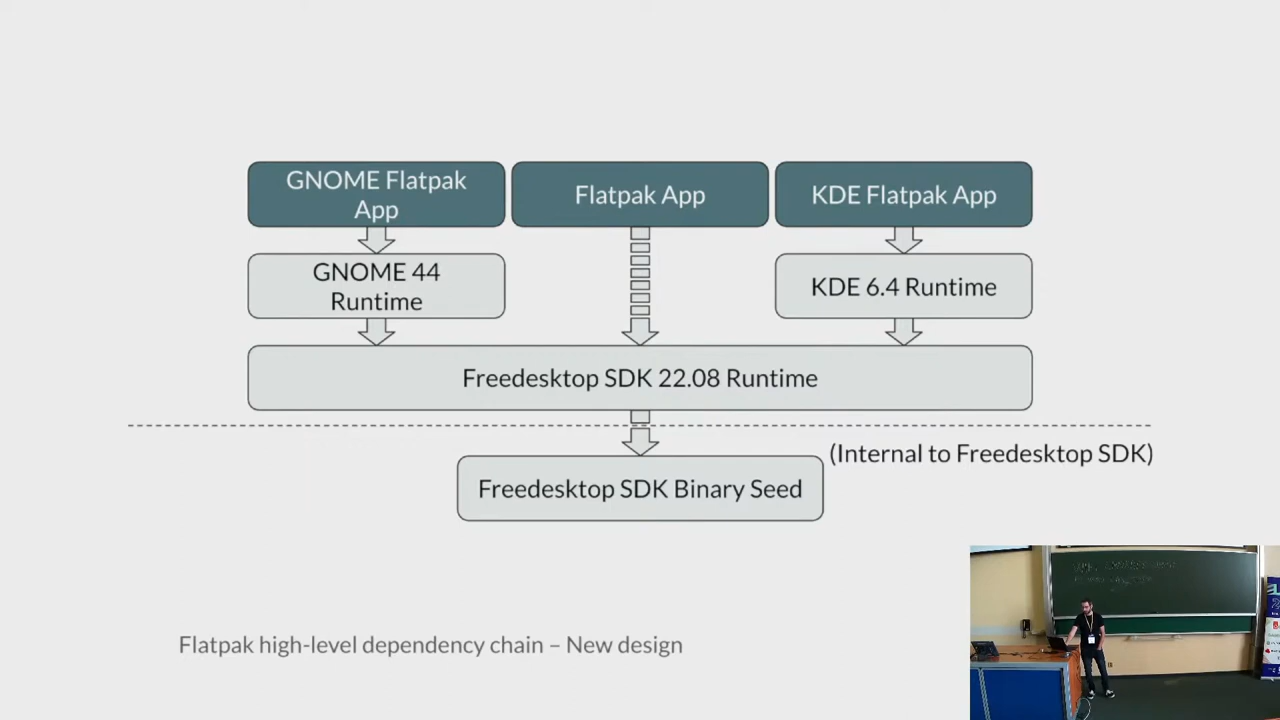 GNOME Flatpak
App
Flatpak App
KDE Flatpak App
GNOME 44
Runtime
KDE 6.4 Runtime
Freedesktop SDK 22.08 Runtime
(Internal to Freedesktop SDK)
Freedesktop SDK Binary Seed
Flatpak high-level dependency chain – New design